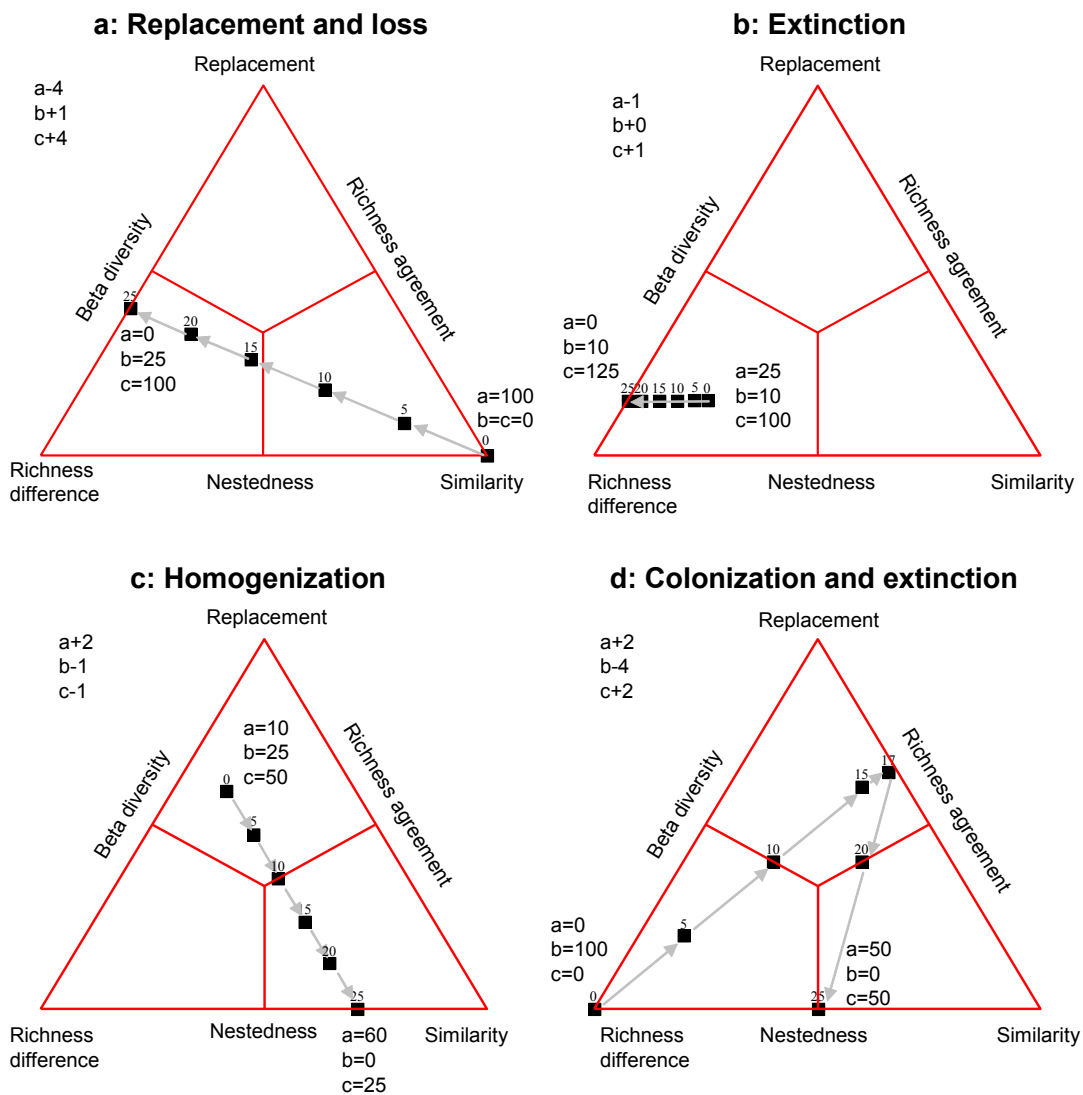 a: Replacement and loss
Replacement
a-4
b+1
c+4
Beta diversity
Richness agreement
25
20
15
10
5
0
a=0
b=25
c=100
a=100
b=c=0
Richness
difference
Nestedness
Similarity
b: Extinction
Replacement
a-1
b+0
c+1
Beta diversity
Richness agreement
a=0
b=10
c=125
25
20
15
10
5
0
a=25
b=10
c=100
Richness
difference
Nestedness
Similarity
c: Homogenization
Replacement
a+2
b-1
c-1
Beta diversity
Richness agreement
a=10
b=25
c=50
0
5
10
15
20
25
Richness
difference
Nestedness
Similarity
a=60
b=0
c=25
d: Colonization and extinction
Replacement
a+2
b-4
c+2
Beta diversity
Richness agreement
17
15
10
20
5
a=0
b=100
c=0
a=50
b=0
c=50
0
25
Richness
difference
Nestedness
Similarity